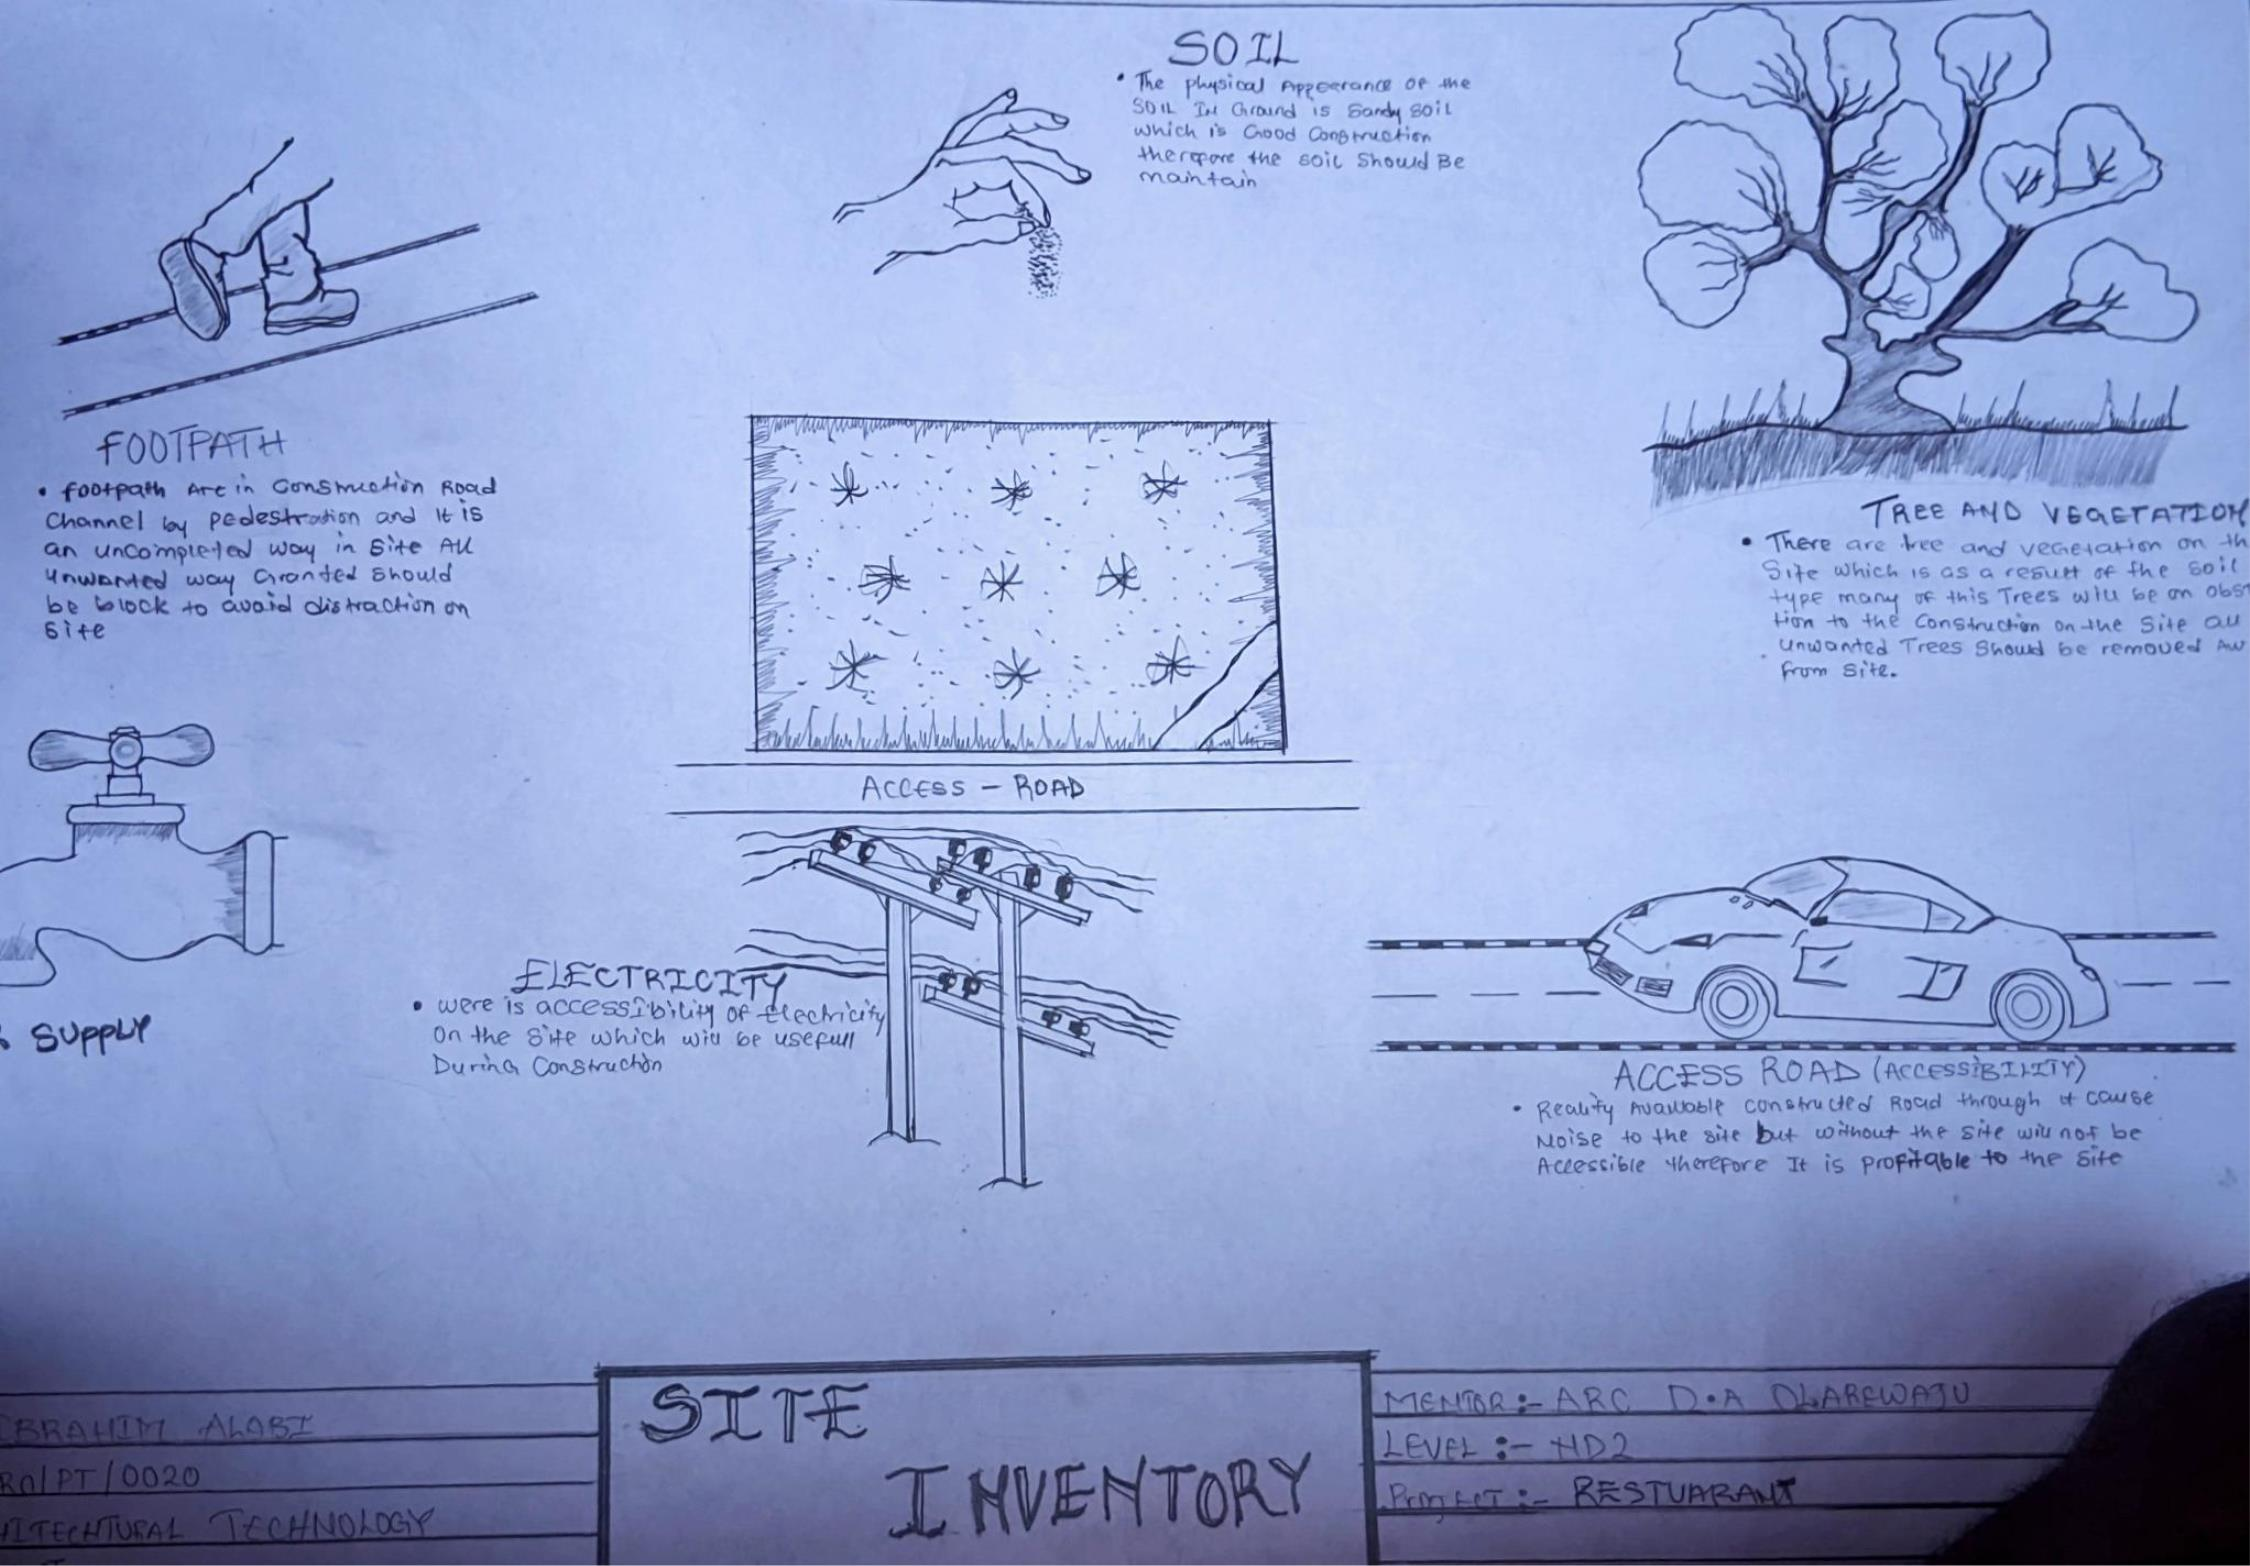 SOIL
• The physical Appeerance of the
SOIL In Ground is Sandy soil
which is Good Construction
therefore the soil Should Be
maintain
FOOTPATH
• footpath Are in Construction Road
Channel by pedestration and It is
an uncompleted way in Site All
unwanted way Granted Should
be block to avoid distraction on
Site
TREE AND VEGETATION
• There are tree and vegetation on th
Site which is as a result of the soil
type many of this Trees will be an obst
tion to the Construction on the Site all
unwanted Trees Should be removed Aw
from Site.
ACCESS - ROAD
SUPPLY
ELECTRICITY
• were is accessibility of Electricity
On the Site which will be usefull
During Construction
ACCESS ROAD (ACCESSIBILITY)
• Reality Available constructed Road through it cause
Noise to the site but without the site will not be
Accessible therefore It is profitable to the Site
SITE
INVENTORY
IBRAHIM ALABI
/PT/0020
HITECHTURAL TECHNOLOGY
MENTOR:- ARC D.A OLAREWAJU
LEVEL:- HD2
PROJECT:- RESTUARANT